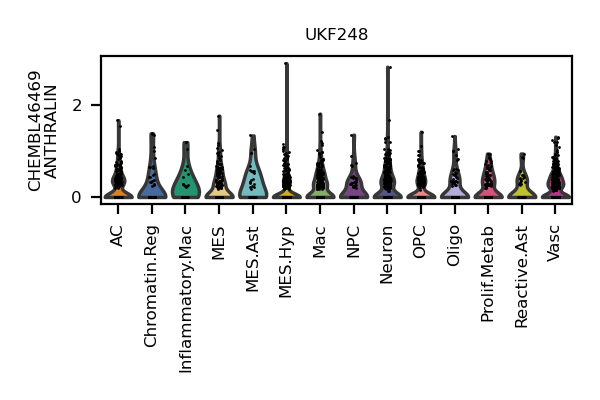 UKF248
CHEMBL46469
ANTHRALIN
2
0
AC
Chromatin.Reg
Inflammatory.Mac
MES
MES.Ast
MES.Hyp
Mac
NPC
Neuron
OPC
Oligo
Prolif.Metab
Reactive.Ast
Vasc